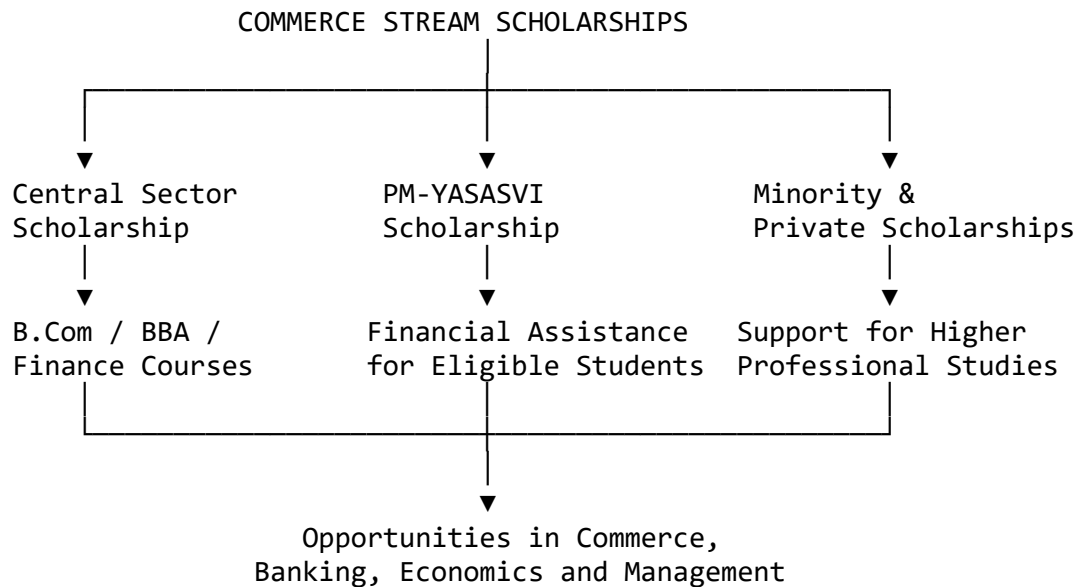 COMMERCE STREAM SCHOLARSHIPS
Central Sector
Scholarship
PM-YASASVI
Scholarship
Minority &
Private Scholarships
B.Com / BBA /
Finance Courses
Financial Assistance
for Eligible Students
Support for Higher
Professional Studies
Opportunities in Commerce,
Banking, Economics and Management